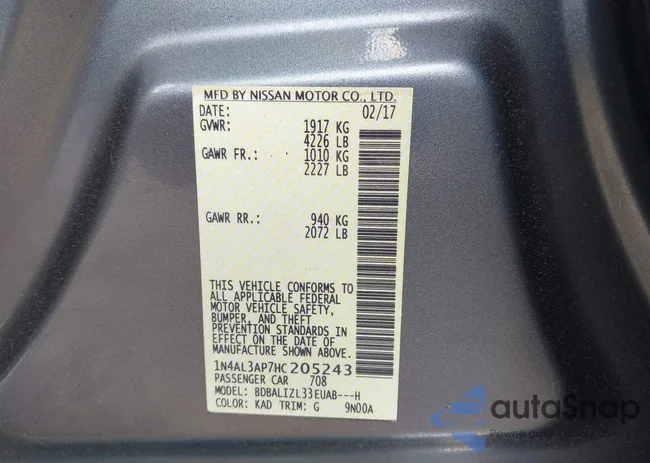 MFD BY NISSAN MOTOR CO., LTD.
DATE: 02/17
GVWR: 1917 KG
4226 LB
GAWR FR.: 1010 KG
2227 LB
GAWR RR.: 940 KG
2072 LB
THIS VEHICLE CONFORMS TO
ALL APPLICABLE FEDERAL
MOTOR VEHICLE SAFETY,
BUMPER, AND THEFT
PREVENTION STANDARDS IN
EFFECT ON THE DATE OF
MANUFACTURE SHOWN ABOVE.
1N4AL3AP7HC205243
PASSENGER CAR 708
MODEL: BDBALIZL33EUAB---H
COLOR: KAD TRIM: G 9N00A
autoSnap
Pewne auto